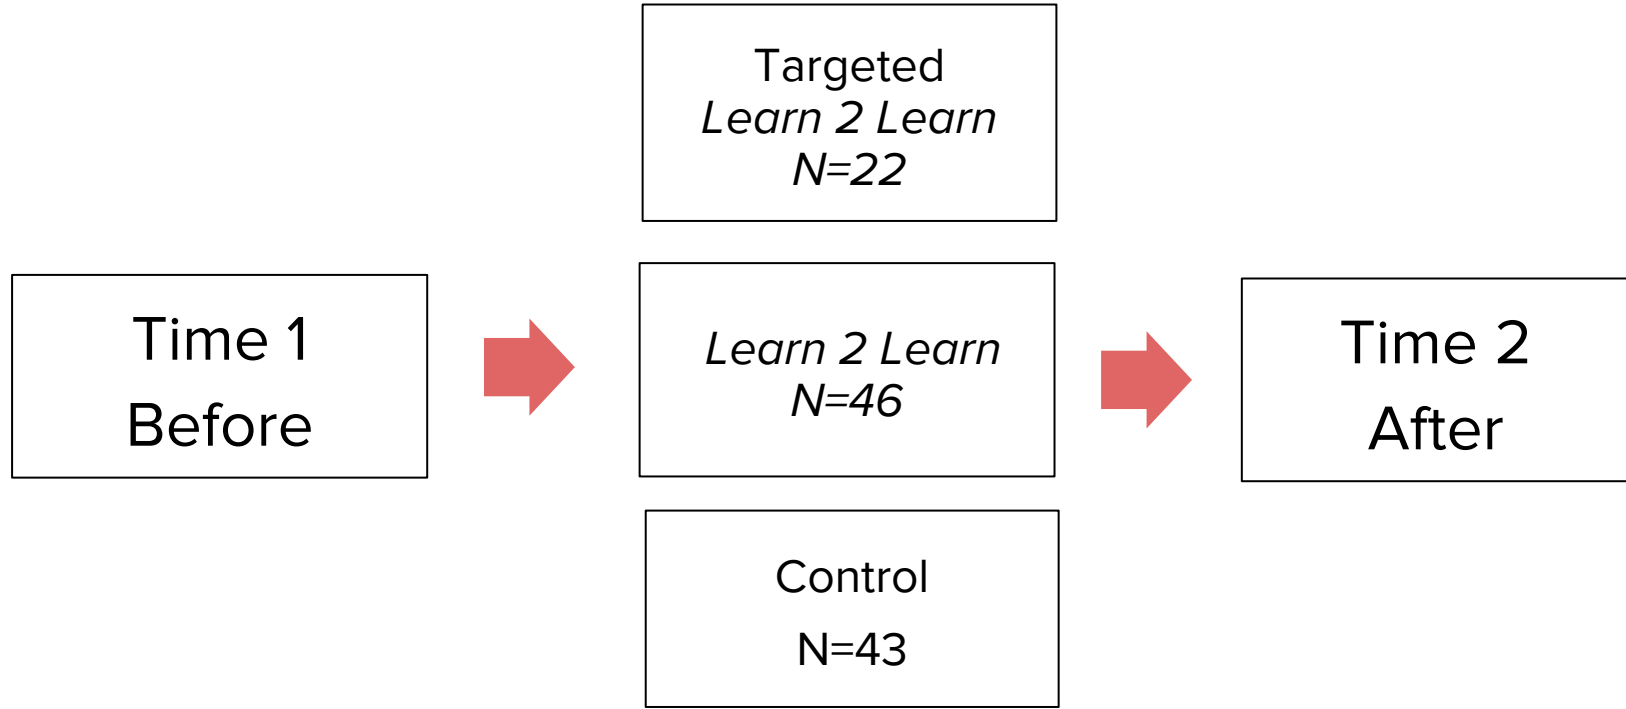 Time 1
Before
Targeted
Learn 2 Learn
N=22
Learn 2 Learn
N=46
Control
N=43
Time 2
After